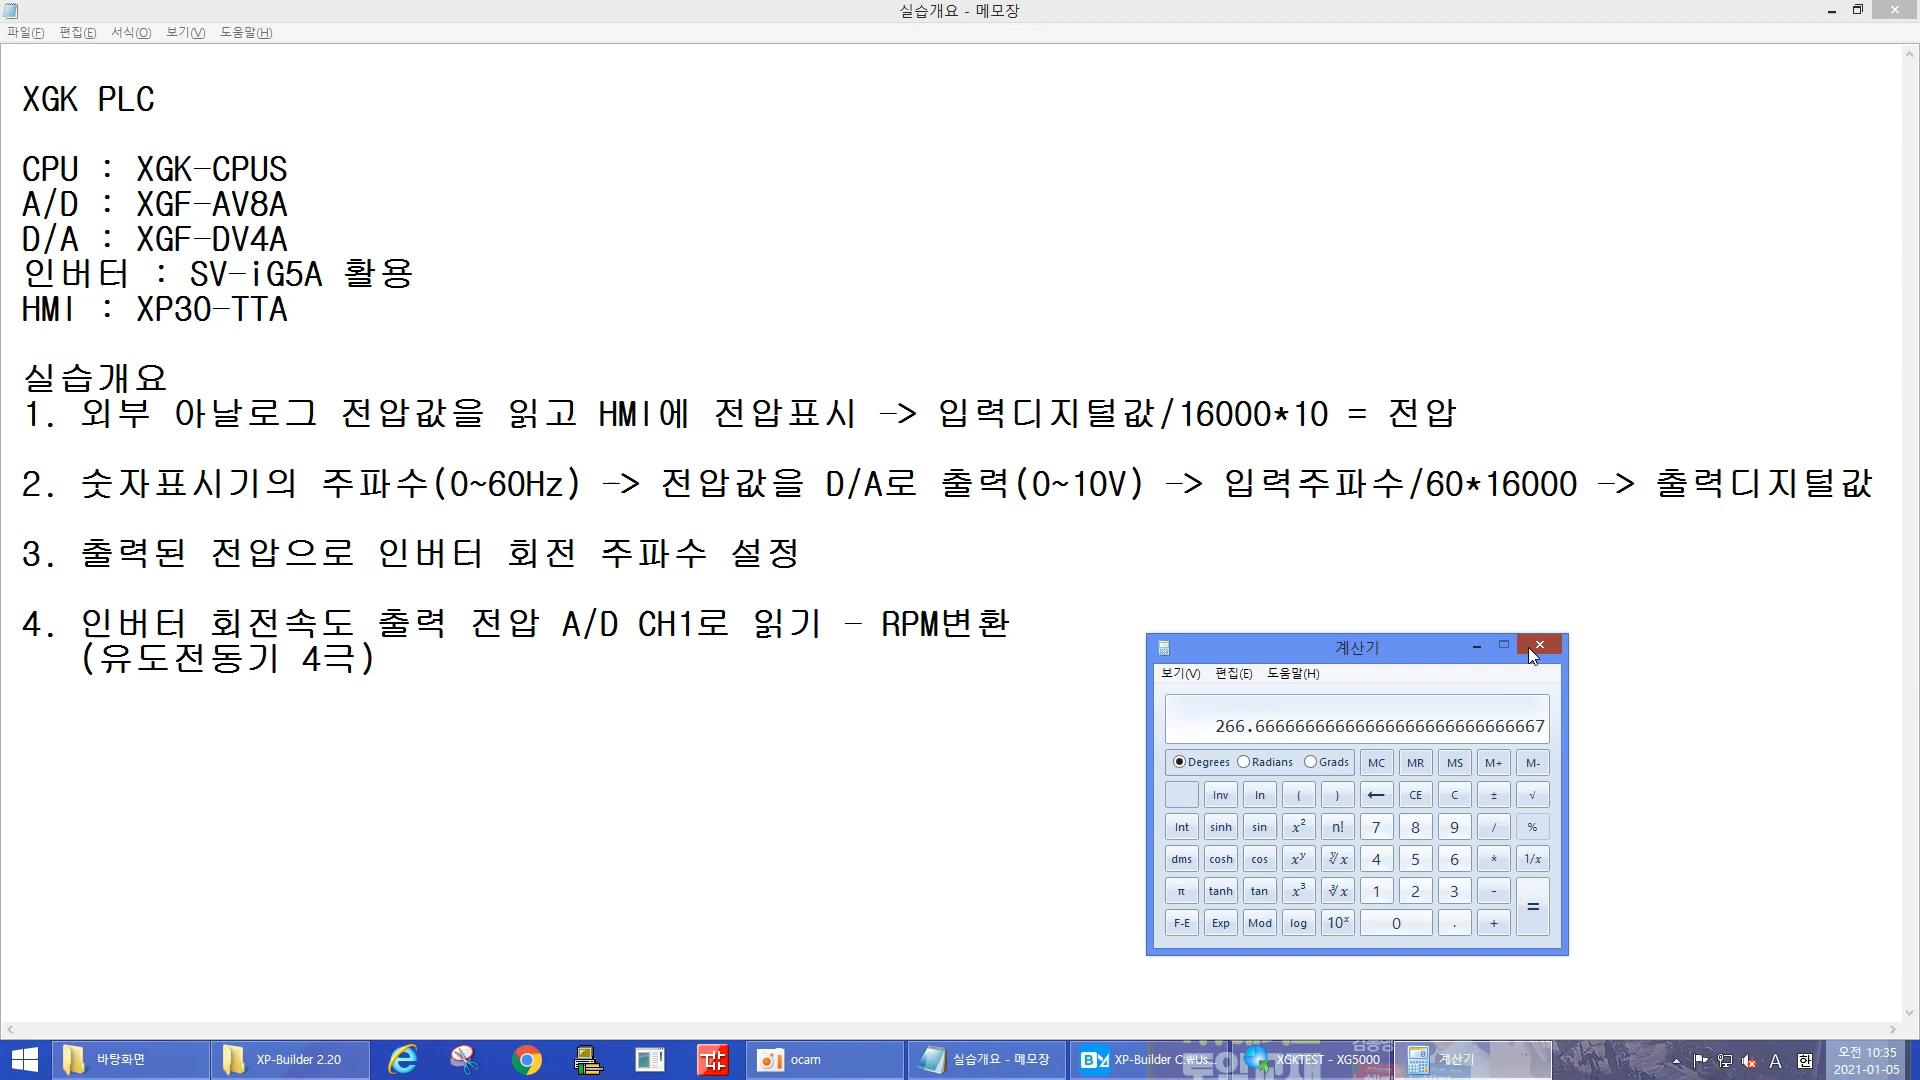 실습개요 - 메모장
파일(F) 편집(E) 서식(O) 보기(V) 도움말(H)
XGK PLC
CPU : XGK-CPUS
A/D : XGF-AV8A
D/A : XGF-DV4A
인버터 : SV-iG5A 활용
HMI : XP30-TTA
실습개요
1. 외부 아날로그 전압값을 읽고 HMI에 전압표시 -> 입력디지털값/16000*10 = 전압
2. 숫자표시기의 주파수(0~60Hz) -> 전압값을 D/A로 출력(0~10V) -> 입력주파수/60*16000 -> 출력디지털값
3. 출력된 전압으로 인버터 회전 주파수 설정
4. 인버터 회전속도 출력 전압 A/D CH1로 읽기 - RPM변환
(유도전동기 4극)
계산기
보기(V) 편집(E) 도움말(H)
266.66666666666666666666666666667
Degrees Radians Grads MC MR MS M+ M-
Inv ln ( ) ← CE C ± √
Int sinh sin x² n! 7 8 9 / %
dms cosh cos xʸ ʸ√x 4 5 6 * 1/x
π tanh tan x³ ³√x 1 2 3 - =
F-E Exp Mod log 10ˣ 0 . +
바탕화면 XP-Builder 2.20 ocam 실습개요 - 메모장 XP-Builder C:₩Us... XGKTEST - XG5000 계산기 A 한
오전 10:35
2021-01-05